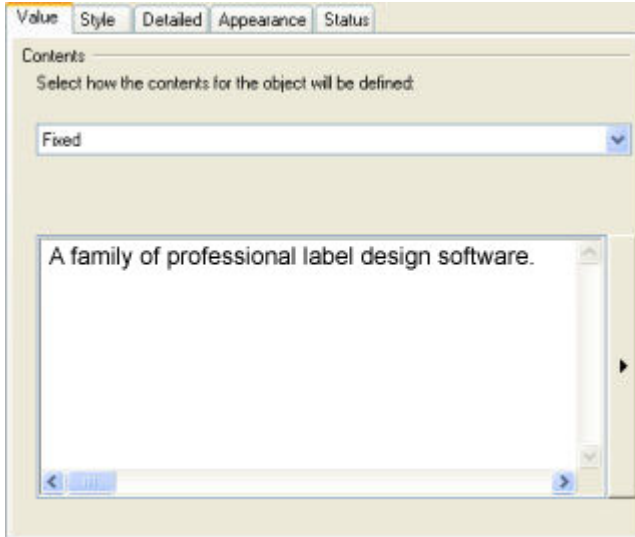 Value Style Detailed Appearance Status
Contents
Select how the contents for the object will be defined:
Fixed
A family of professional label design software.